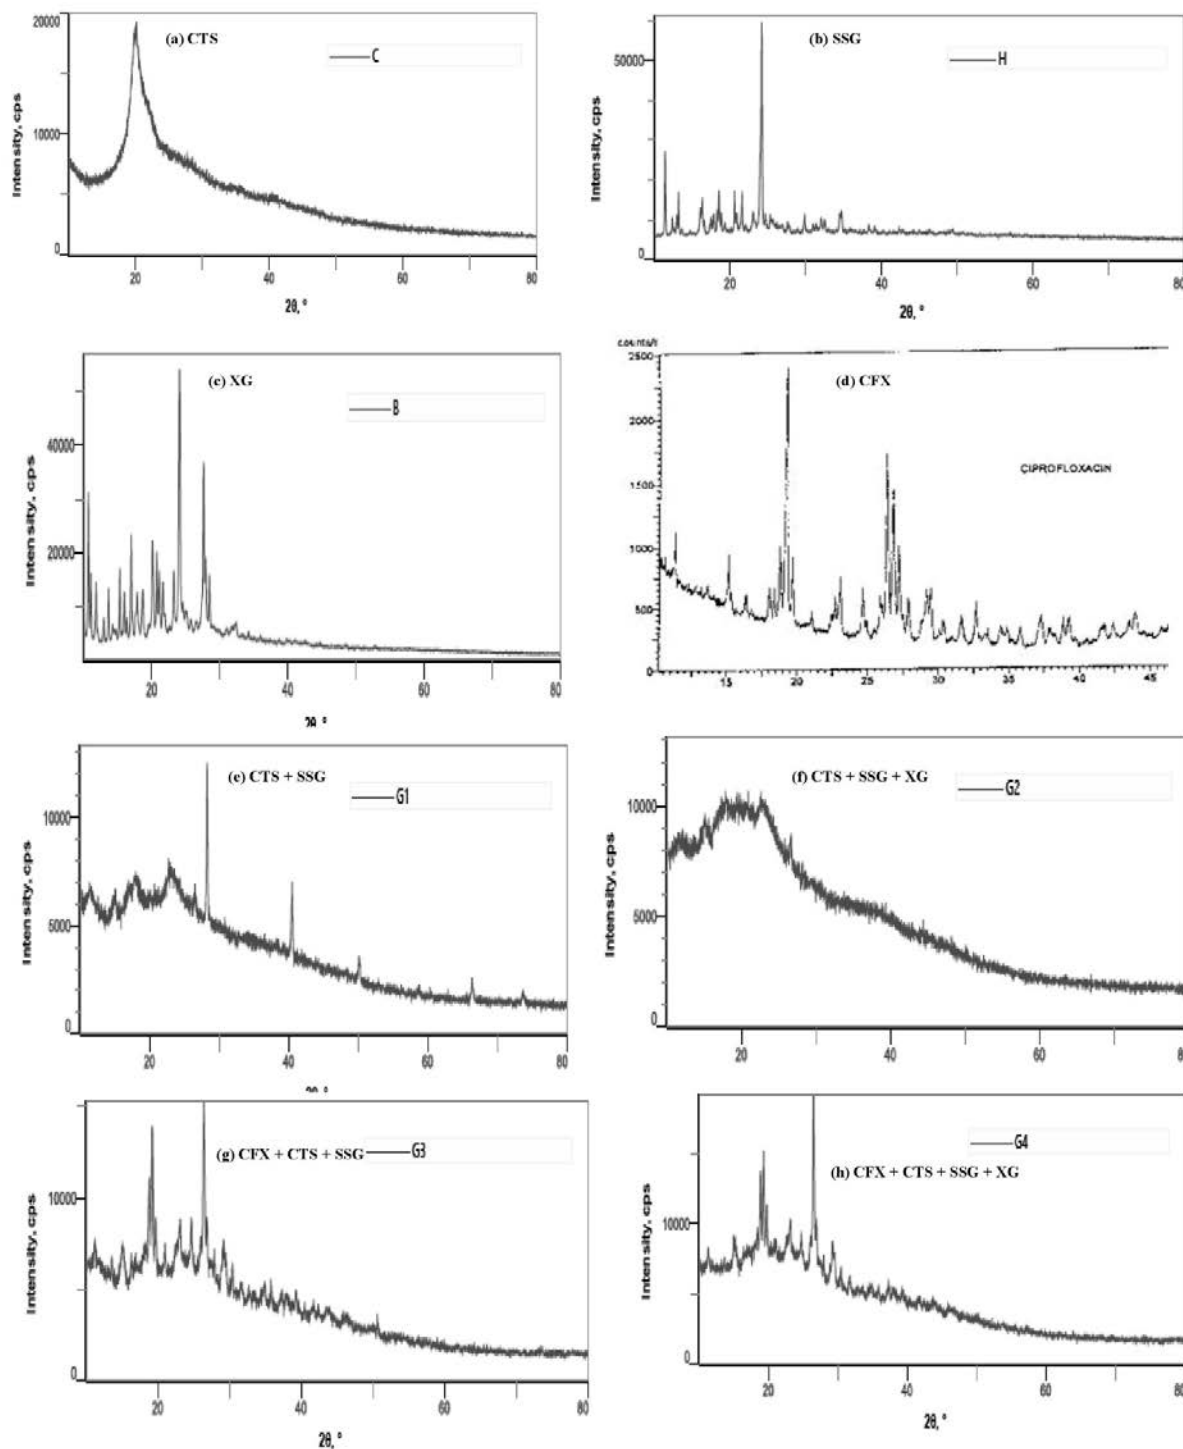 20000
(a) CTS
C
10000
0
Intensity, cps
20
40
60
80
2θ, °
(b) SSG
H
50000
0
Intensity, cps
20
40
60
80
2θ, °
(c) XG
B
40000
20000
Intensity, cps
20
40
60
80
2θ, °
counts/
2500
(d) CFX
2000
CIPROFLOXACIN
1500
1000
500
0
15
20
25
30
35
40
45
(e) CTS + SSG
G1
10000
5000
0
Intensity, cps
20
40
60
80
(f) CTS + SSG + XG
G2
10000
5000
0
Intensity, cps
20
40
60
80
(g) CFX + CTS + SSG
G3
10000
0
Intensity, cps
20
40
60
80
2θ, °
G4
(h) CFX + CTS + SSG + XG
10000
0
Intensity, cps
20
40
60
80
2θ, °